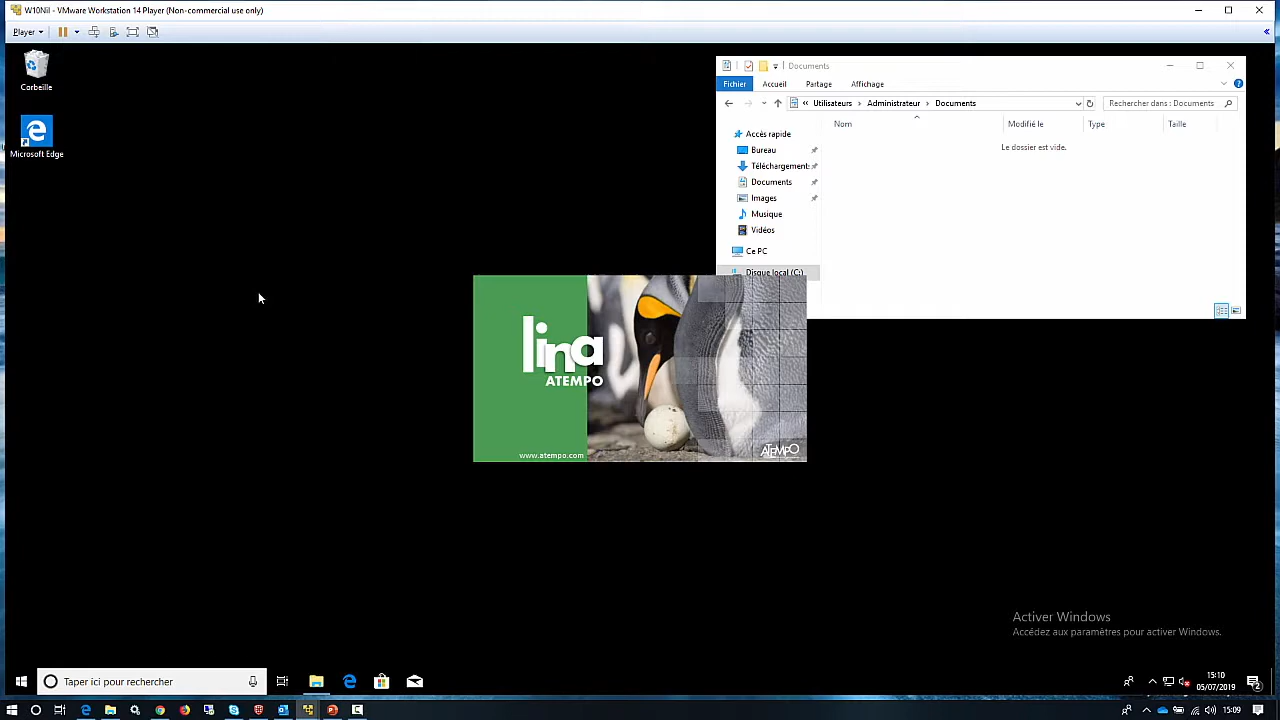 W10Nil - VMware Workstation 14 Player (Non-commercial use only)
Player
Corbeille
Microsoft Edge
Documents
Fichier
Accueil
Partage
Affichage
« Utilisateurs > Administrateur > Documents
Rechercher dans : Documents
Nom
Modifié le
Type
Taille
Le dossier est vide.
Accès rapide
Bureau
Téléchargement:
Documents
Images
Musique
Vidéos
Ce PC
Disque local (C:)
lina
ATEMPO
www.atempo.com
ATEMPO
Activer Windows
Accédez aux paramètres pour activer Windows.
Taper ici pour rechercher
15:10
05/07/2019
2
15:09